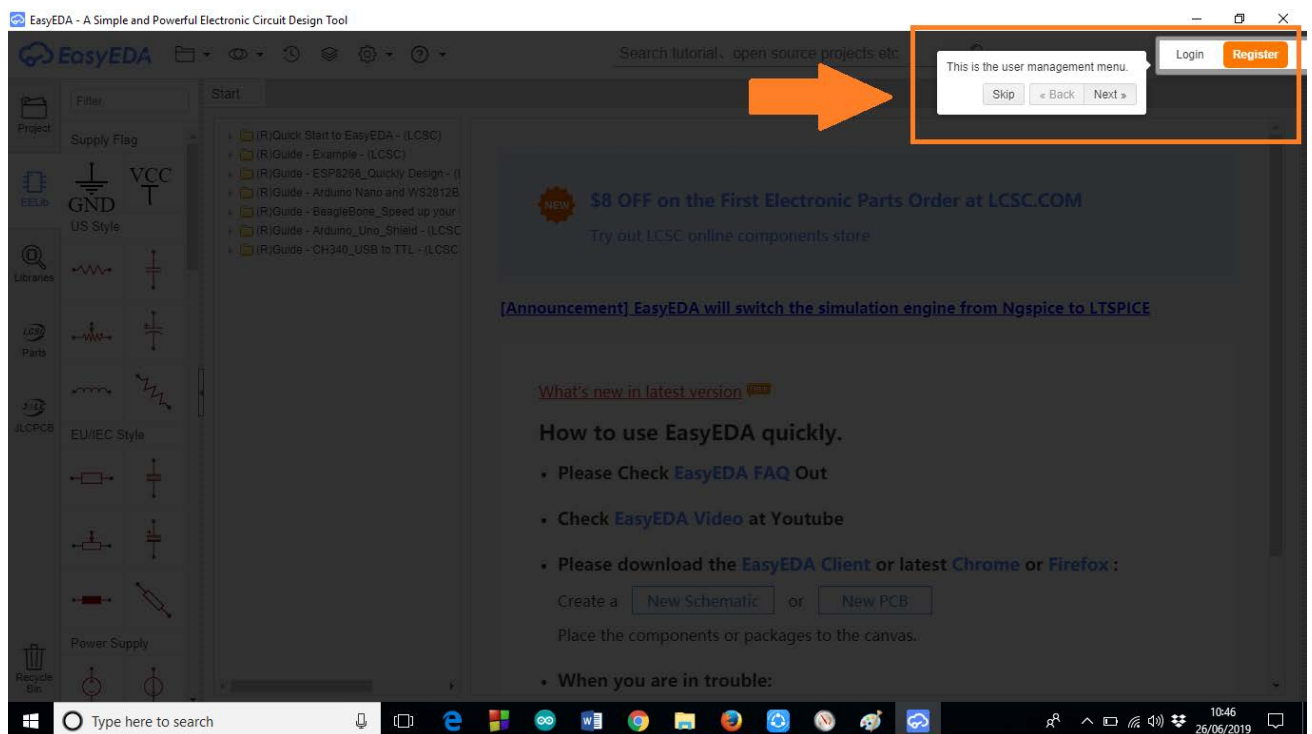 EasyEDA - A Simple and Powerful Electronic Circuit Design Tool
EasyEDA
Search tutorial、open source projects etc
Login
Register
This is the user management menu.
Skip
« Back
Next »
Project
EELib
Libraries
LCSC
Parts
JLCPCB
Recycle
Bin
Filter
Supply Flag
GND
VCC
US Style
EU/IEC Style
Power Supply
Start
(R)Quick Start to EasyEDA - (LCSC)
(R)Guide - Example - (LCSC)
(R)Guide - ESP8266_Quickly Design - (l
(R)Guide - Arduino Nano and WS2812B
(R)Guide - BeagleBone_Speed up your
(R)Guide - Arduino_Uno_Shield - (LCSC
(R)Guide - CH340_USB to TTL - (LCSC
NEW
$8 OFF on the First Electronic Parts Order at LCSC.COM
Try out LCSC online components store
[Announcement] EasyEDA will switch the simulation engine from Ngspice to LTSPICE
What's new in latest version
How to use EasyEDA quickly.
• Please Check EasyEDA FAQ Out
• Check EasyEDA Video at Youtube
• Please download the EasyEDA Client or latest Chrome or Firefox :
Create a New Schematic or New PCB
Place the components or packages to the canvas.
• When you are in trouble:
Type here to search
10:46
26/06/2019